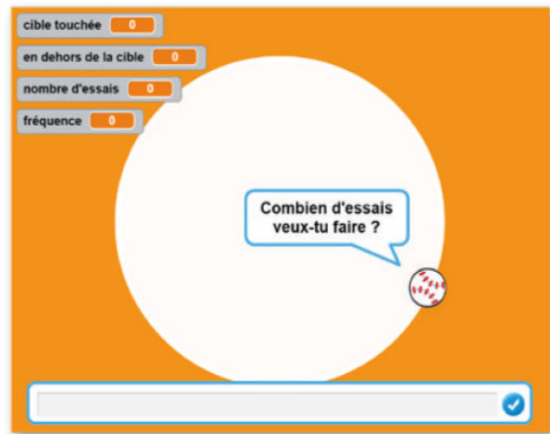 cible touchée 0
en dehors de la cible 0
nombre d'essais 0
fréquence 0
Combien d'essais
veux-tu faire ?